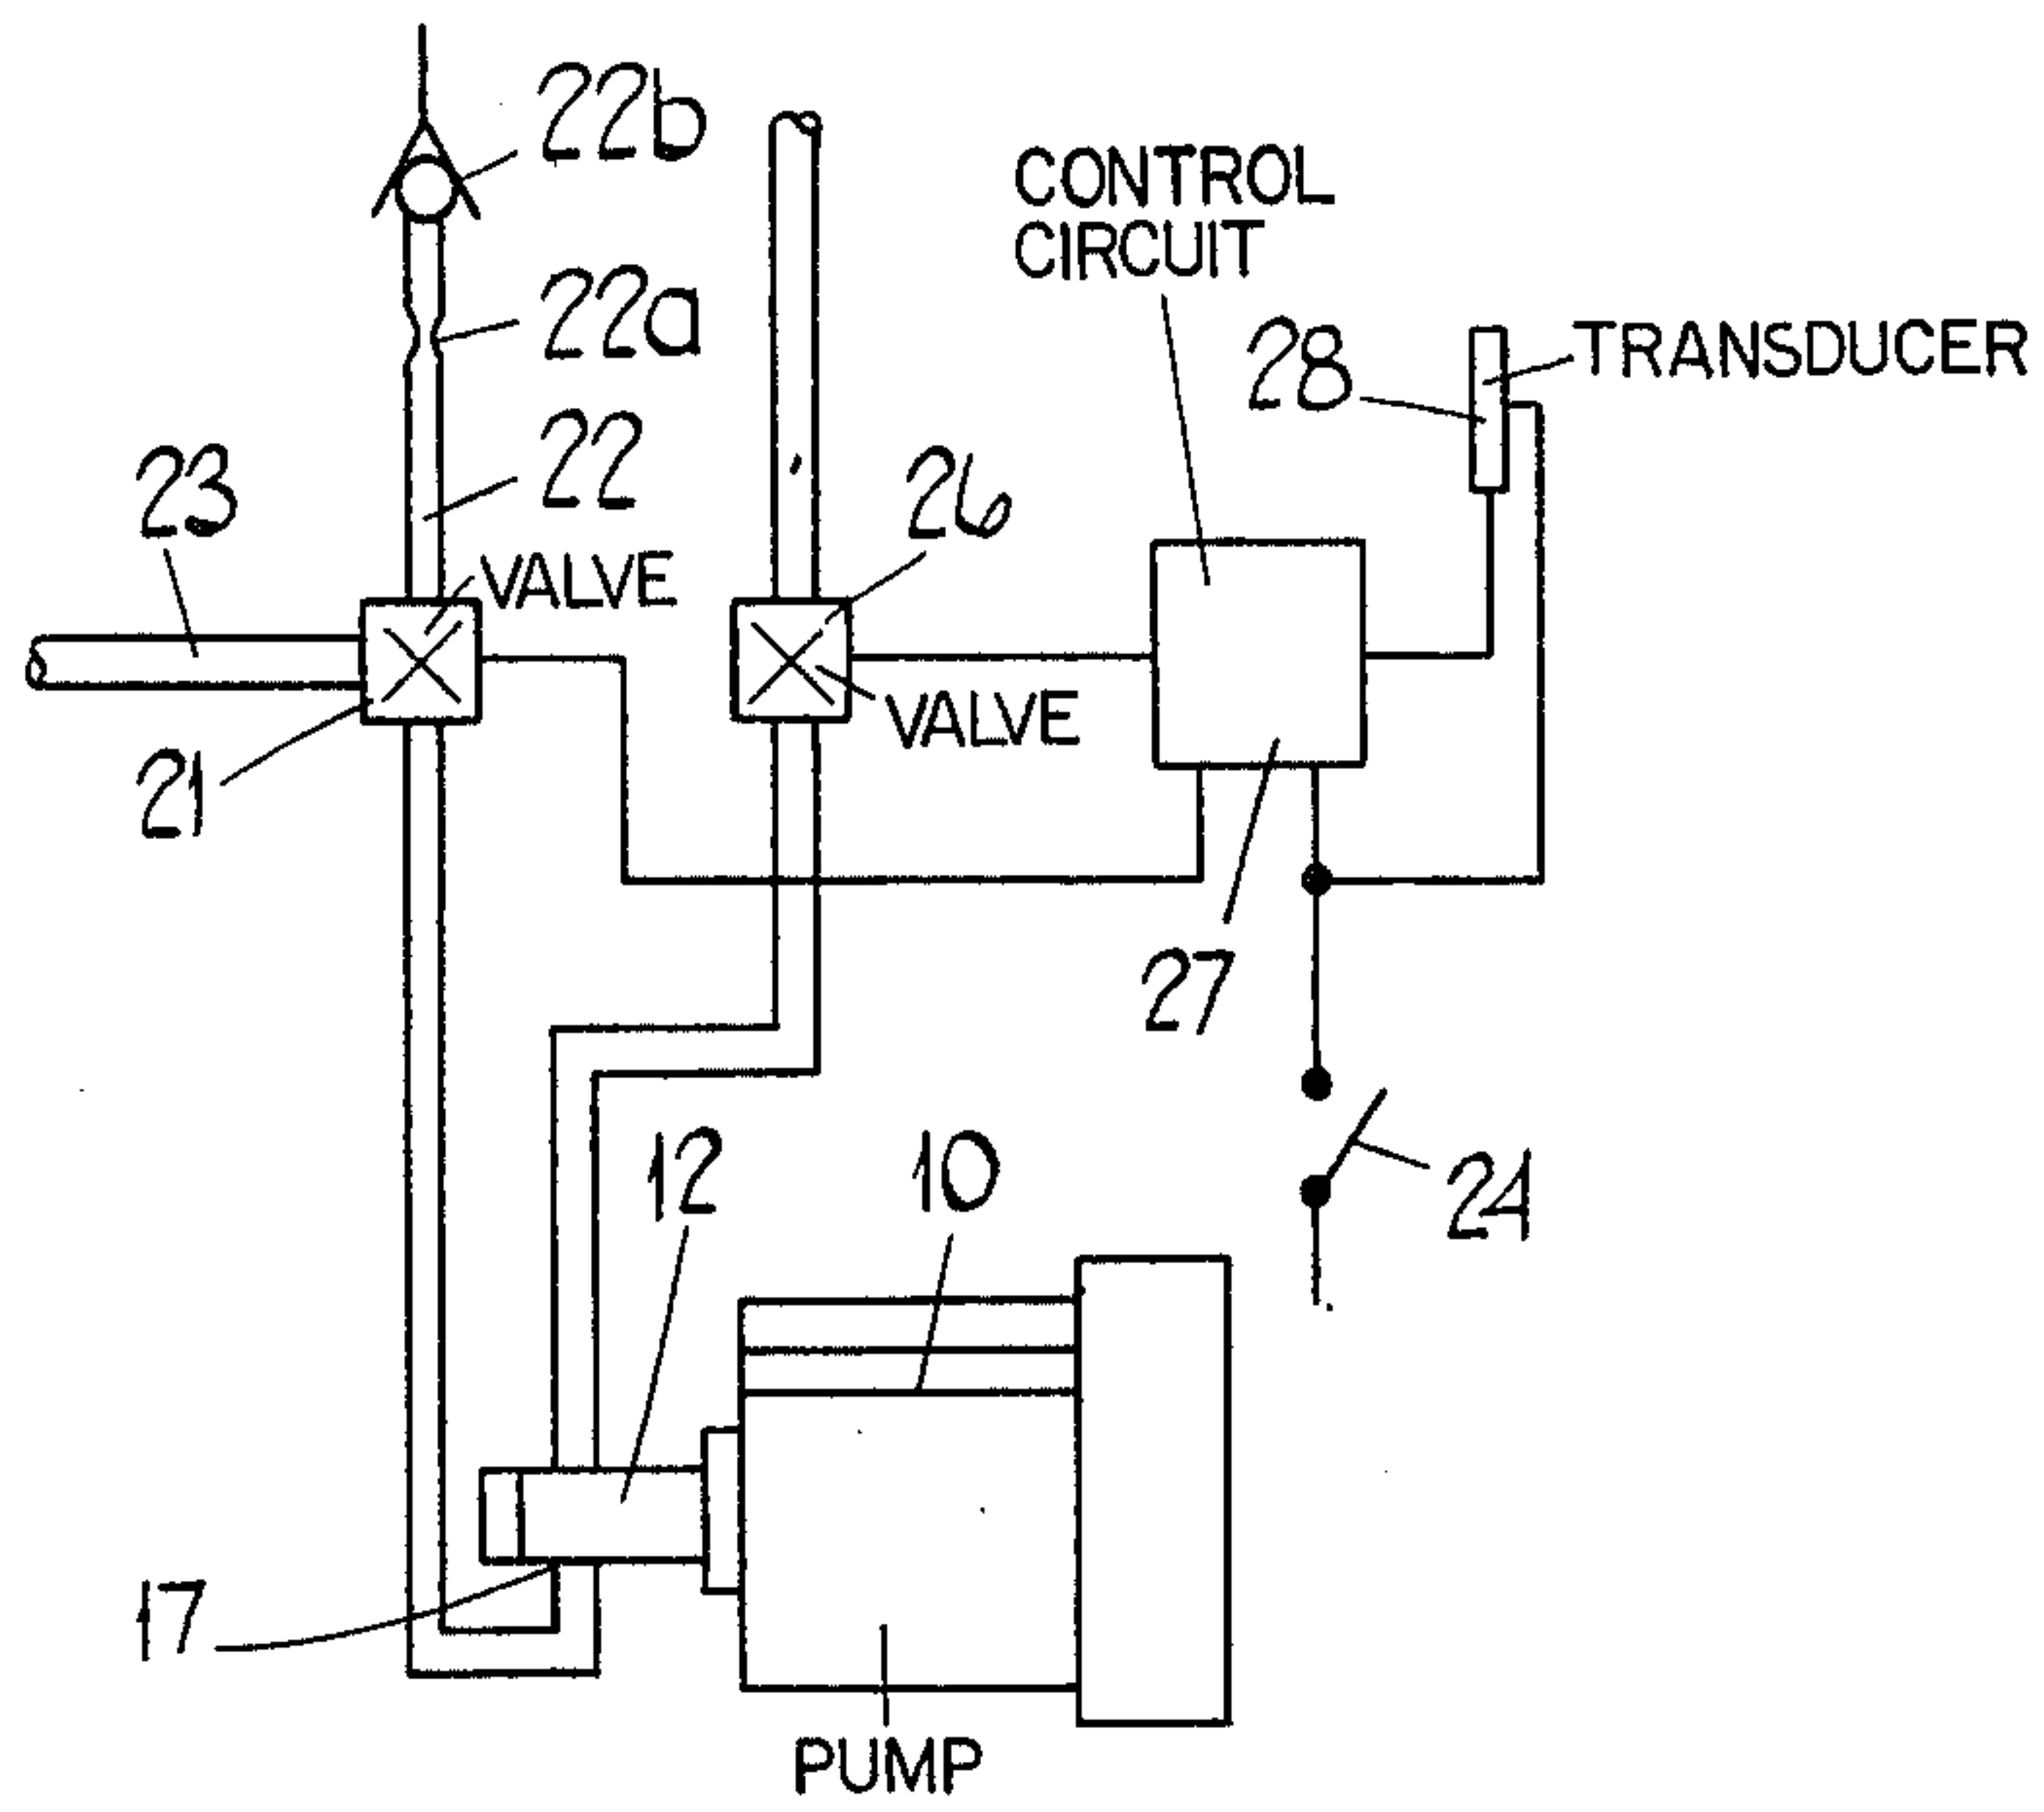 22b
CONTROL
CIRCUIT
22a
28
TRANSDUCER
22
23
26
VALVE
VALVE
21
27
12
10
24
17
PUMP